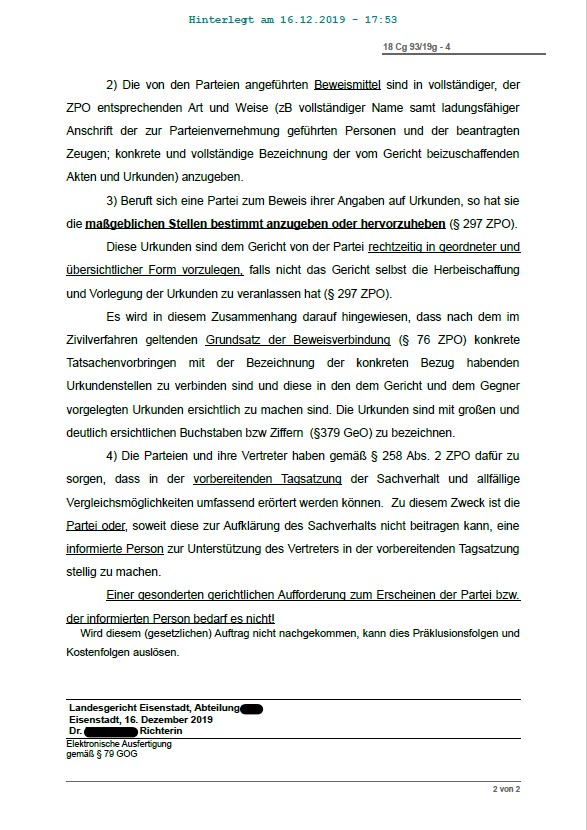 Hinterlegt am 16.12.2019 - 17:53
18 Cg 93/19g - 4
2) Die von den Parteien angeführten Beweismittel sind in vollständiger, der
ZPO entsprechenden Art und Weise (zB vollständiger Name samt ladungsfähiger
Anschrift der zur Parteienvernehmung geführten Personen und der beantragten
Zeugen; konkrete und vollständige Bezeichnung der vom Gericht beizuschaffenden
Akten und Urkunden) anzugeben.
3) Beruft sich eine Partei zum Beweis ihrer Angaben auf Urkunden, so hat sie
die maßgeblichen Stellen bestimmt anzugeben oder hervorzuheben (§ 297 ZPO).
Diese Urkunden sind dem Gericht von der Partei rechtzeitig in geordneter und
übersichtlicher Form vorzulegen, falls nicht das Gericht selbst die Herbeischaffung
und Vorlegung der Urkunden zu veranlassen hat (§ 297 ZPO).
Es wird in diesem Zusammenhang darauf hingewiesen, dass nach dem im
Zivilverfahren geltenden Grundsatz der Beweisverbindung (§ 76 ZPO) konkrete
Tatsachenvorbringen mit der Bezeichnung der konkreten Bezug habenden
Urkundenstellen zu verbinden sind und diese in den dem Gericht und dem Gegner
vorgelegten Urkunden ersichtlich zu machen sind. Die Urkunden sind mit großen und
deutlich ersichtlichen Buchstaben bzw Ziffern (§379 GeO) zu bezeichnen.
4) Die Parteien und ihre Vertreter haben gemäß § 258 Abs. 2 ZPO dafür zu
sorgen, dass in der vorbereitenden Tagsatzung der Sachverhalt und allfällige
Vergleichsmöglichkeiten umfassend erörtert werden können. Zu diesem Zweck ist die
Partei oder, soweit diese zur Aufklärung des Sachverhalts nicht beitragen kann, eine
informierte Person zur Unterstützung des Vertreters in der vorbereitenden Tagsatzung
stellig zu machen.
Einer gesonderten gerichtlichen Aufforderung zum Erscheinen der Partei bzw.
der informierten Person bedarf es nicht!
Wird diesem (gesetzlichen) Auftrag nicht nachgekommen, kann dies Präklusionsfolgen und
Kostenfolgen auslösen.
Landesgericht Eisenstadt, Abteilung
Eisenstadt, 16. Dezember 2019
Dr. Richterin
Elektronische Ausfertigung
gemäß § 79 GOG
2 von 2